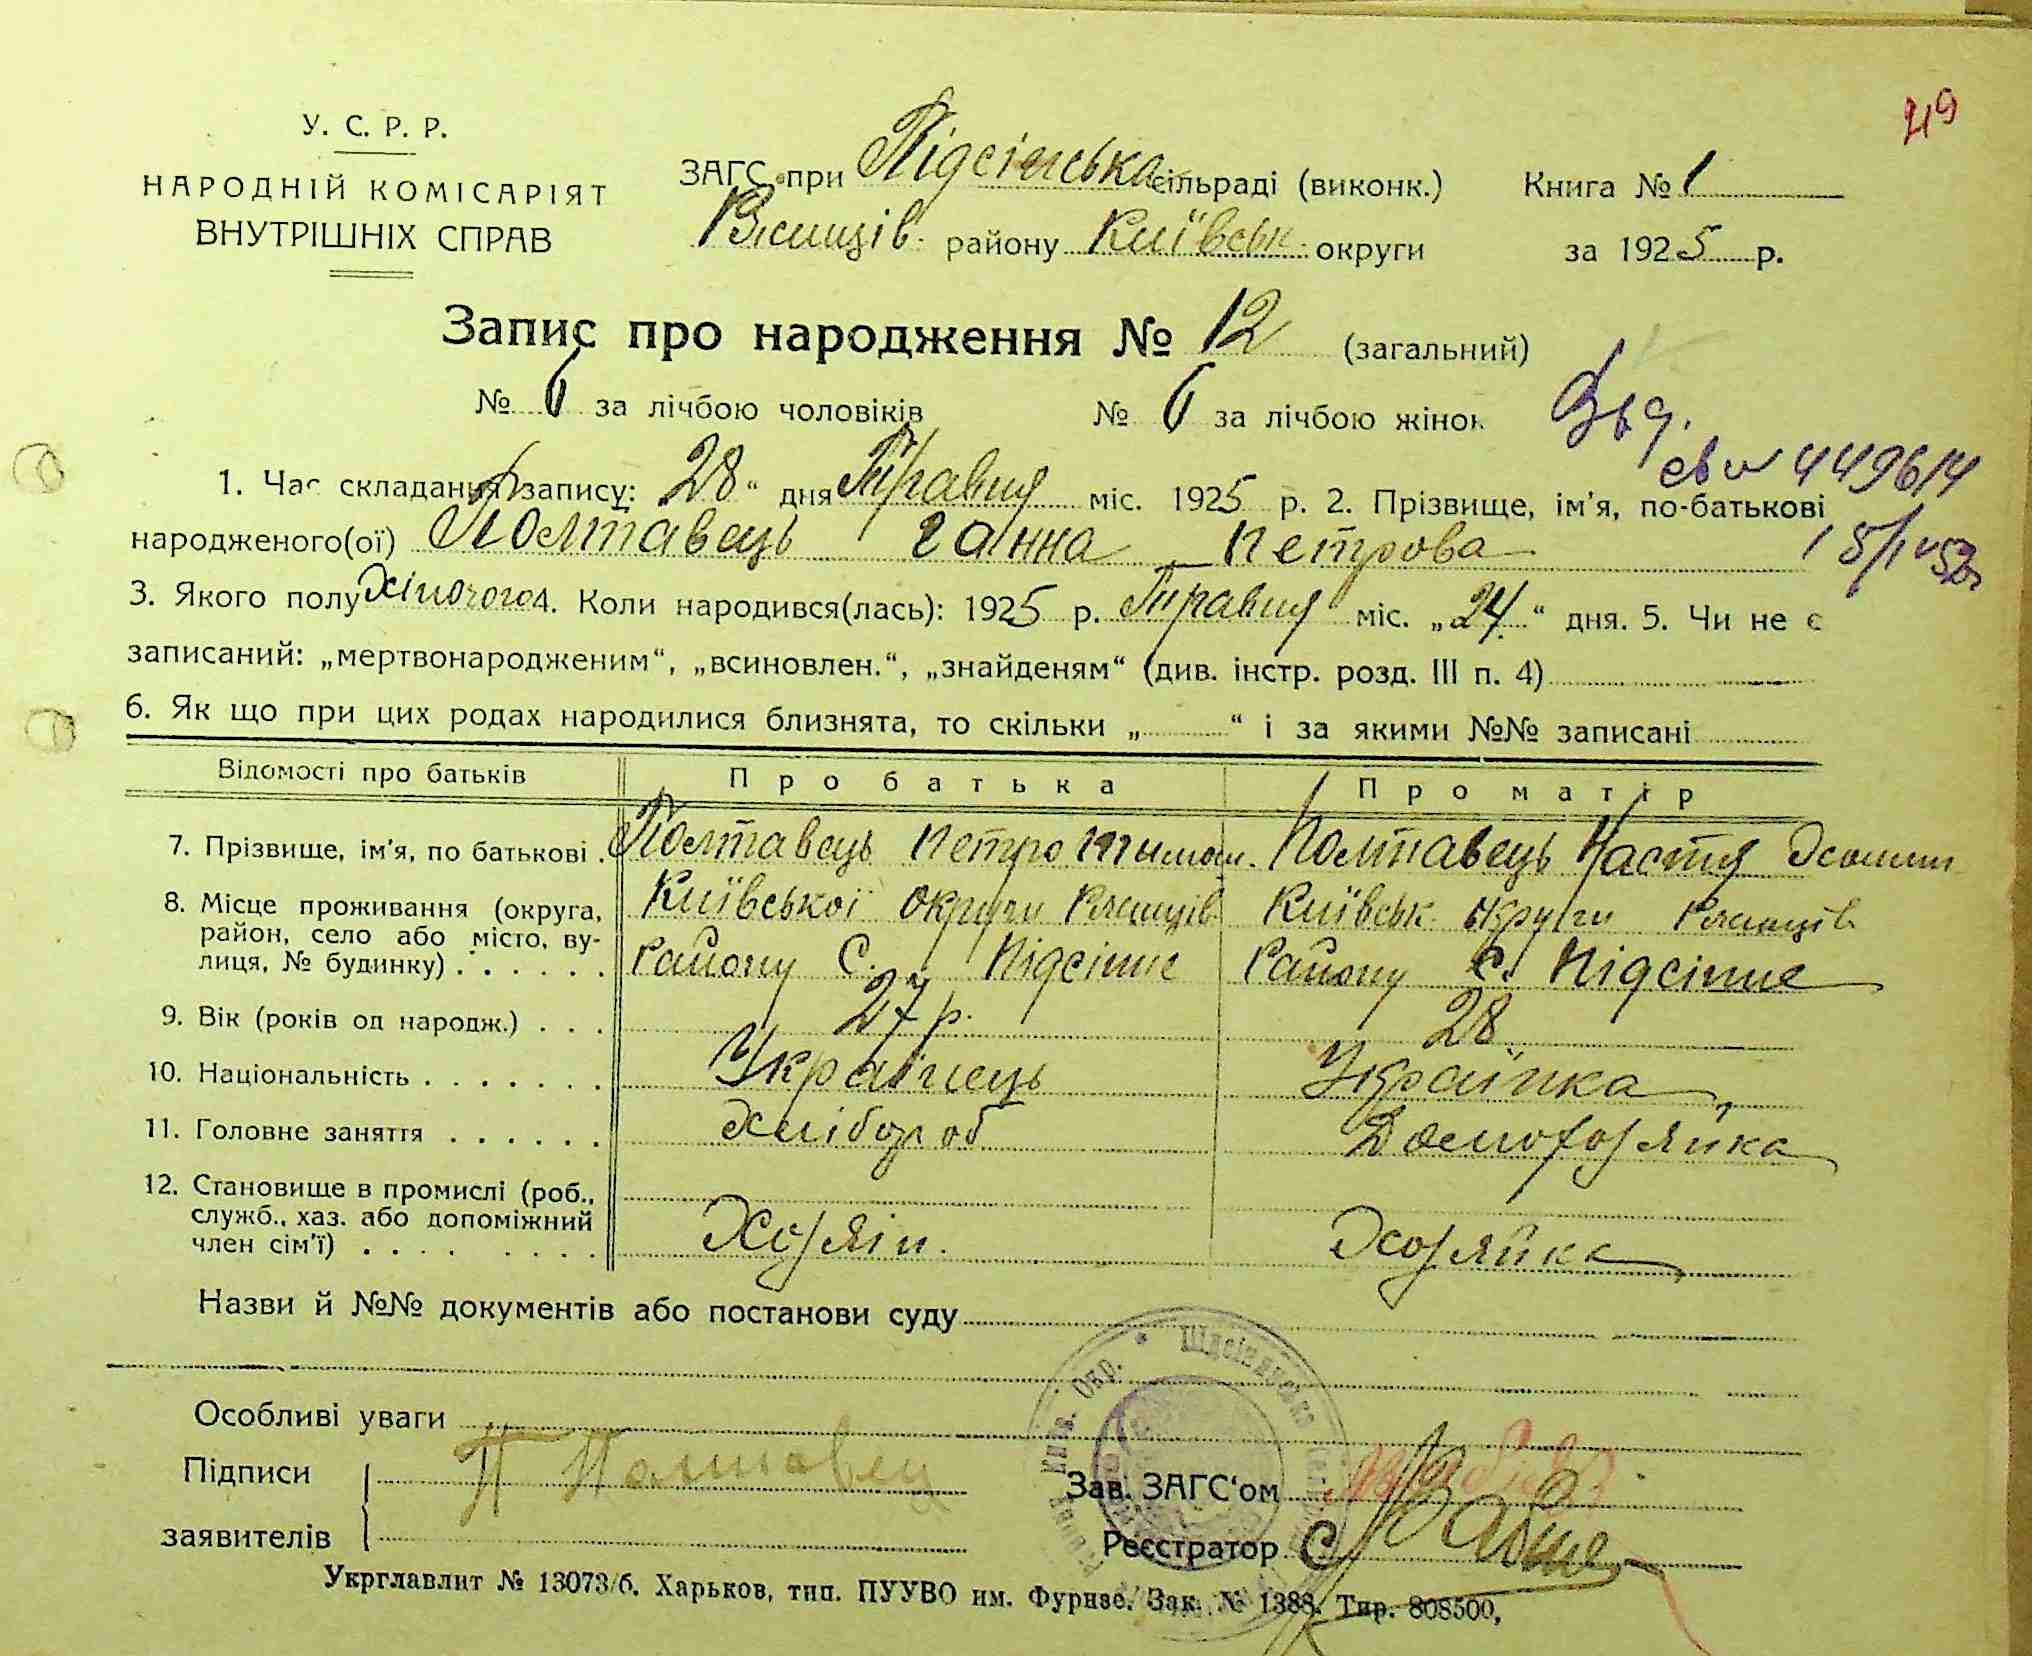 219
У. С. Р. Р.
НАРОДНІЙ КОМІСАРІЯТ
ВНУТРІШНІХ СПРАВ
ЗАГС при Підсінська сільраді (виконк.) Книга № 1
району Київськ. округи за 1925 р.
Запис про народження № 12 (загальний)
№ 6 за лічбою чоловіків № 6 за лічбою жінок
449614
1. Час складання запису: 28 “ дня Травня міс. 1925 р. 2. Прізвище, ім'я, по-батькові
народженого(ої) Полтавець Ганна Петрова
3. Якого полу Жіночого 4. Коли народився(лась): 1925 р. Травня міс. „24“ дня. 5. Чи не є
записаний: „мертвонародженим“, „всиновлен.“, „знайденям“ (див. інстр. розд. III п. 4)
6. Як що при цих родах народилися близнята, то скільки „ “ і за якими №№ записані
Відомості про батьків Про батька Про матір
7. Прізвище, ім'я, по батькові . Полтавець Петро Полтавець Настя
8. Місце проживання (округа, район, село або місто, вулиця, № будинку) . Київської округи Київськ округи
району С. Підсінне району С. Підсінне
9. Вік (років од народж.) . . . 27 р. 28
10. Національність . . . . . . . Українець Українка
11. Головне заняття . . . . . . Хлібороб Домохозяйка
12. Становище в промислі (роб.,
служб., хаз. або допоміжний
член сім'ї) . . . . . . . . Хозяін. Хозяйка
Назви й №№ документів або постанови суду
Особливі уваги
Підписи П Полтавец Зав. ЗАГС‘ом
заявителів Реєстратор
Укрглавлит № 13073/б. Харьков, тип. ПУУВО им. Фурнзе. Зак. № 1388. Тир. 808500,